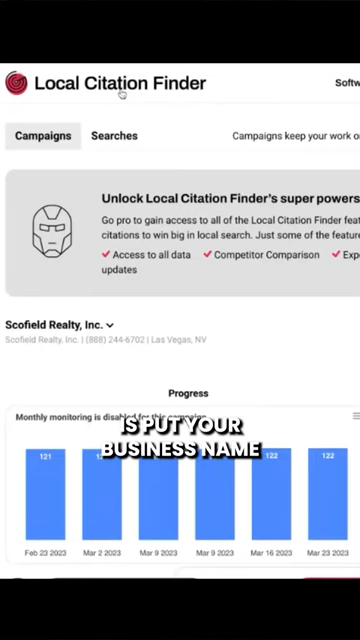 Local Citation Finder
Softw
Campaigns
Searches
Campaigns keep your work or
Unlock Local Citation Finder's super powers
Go pro to gain access to all of the Local Citation Finder feat
citations to win big in local search. Just some of the feature
Access to all data
Competitor Comparison
Exp
updates
Scofield Realty, Inc.
Scofield Realty, Inc. | (888) 244-6702 | Las Vegas, NV
Progress
Monthly monitoring is disabled for this campaign
IS PUT YOUR
BUSINESS NAME
121
122
122
Feb 23 2023
Mar 2 2023
Mar 9 2023
Mar 9 2023
Mar 16 2023
Mar 23 2023